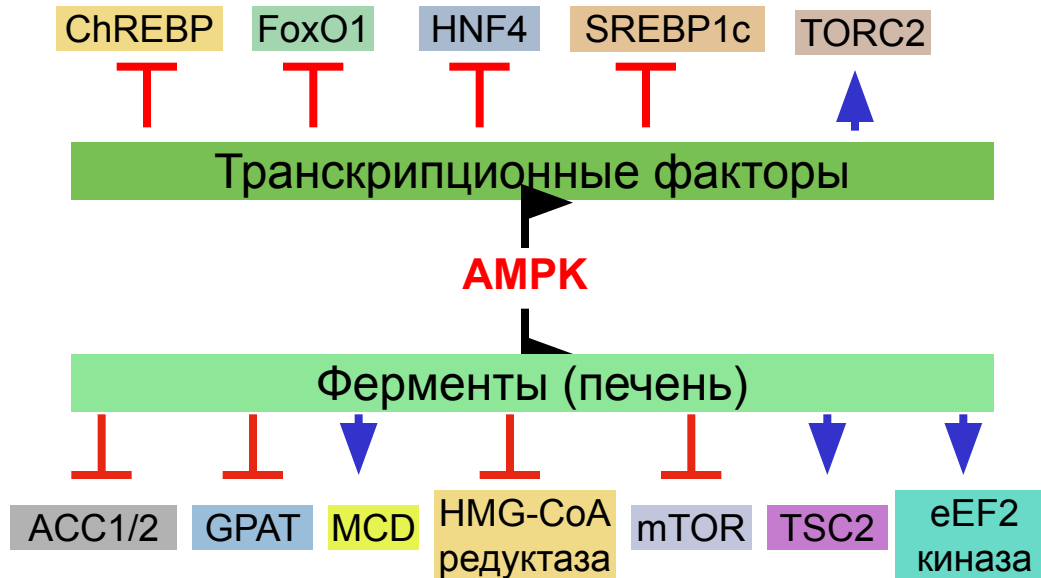 ChREBP
FoxO1
HNF4
SREBP1c
TORC2
Транскрипционные факторы
AMPK
Ферменты (печень)
ACC1/2
GPAT
MCD
HMG-CoA
редуктаза
mTOR
TSC2
eEF2
киназа